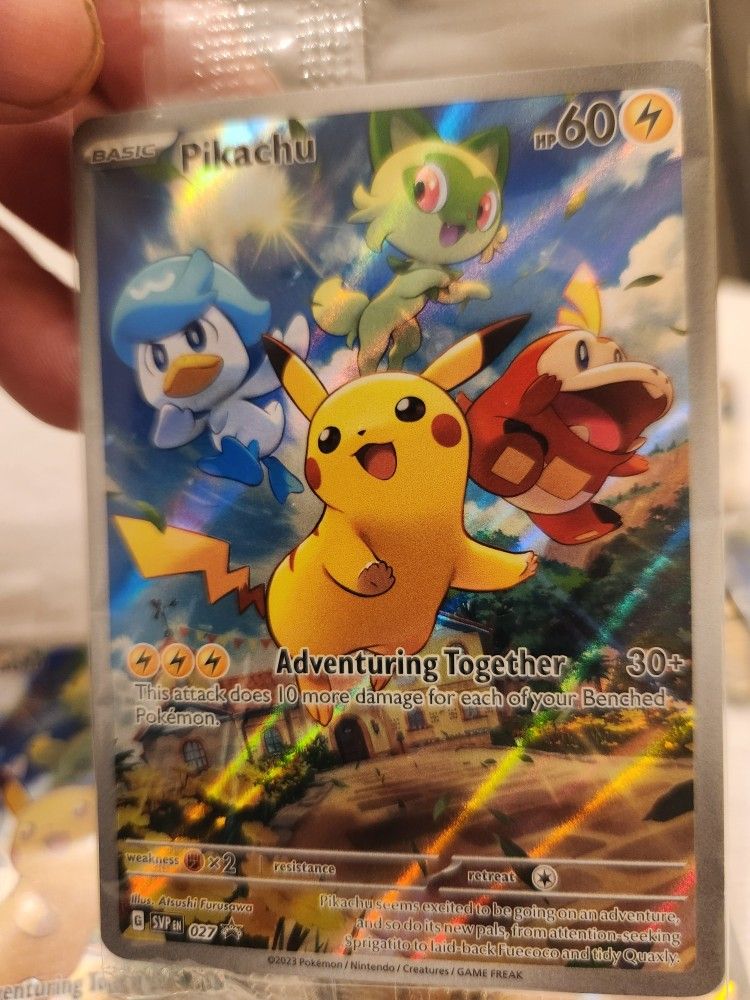 BASIC Pikachu HP 60
Adventuring Together 30+
This attack does 10 more damage for each of your Benched
Pokémon.
weakness ×2 resistance retreat
Illus. Atsushi Furusawa
G SVP EN 027
Pikachu seems excited to be going on an adventure,
and so do its new pals, from attention-seeking
Sprigatito to laid-back Fuecoco and tidy Quaxly.
©2023 Pokémon / Nintendo / Creatures / GAME FREAK